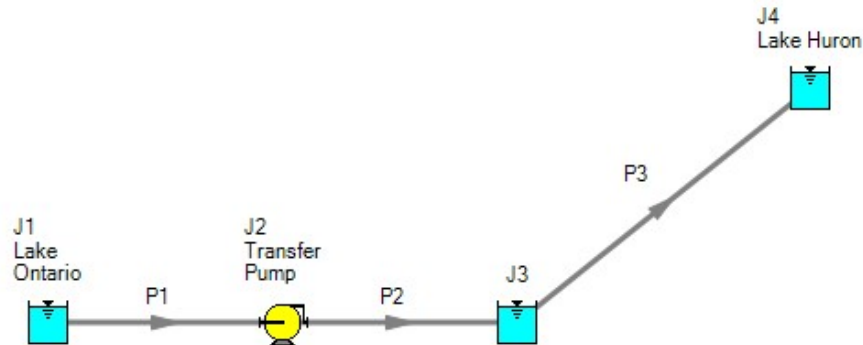 J4
Lake Huron
P3
J1
Lake
Ontario
P1
J2
Transfer
Pump
P2
J3